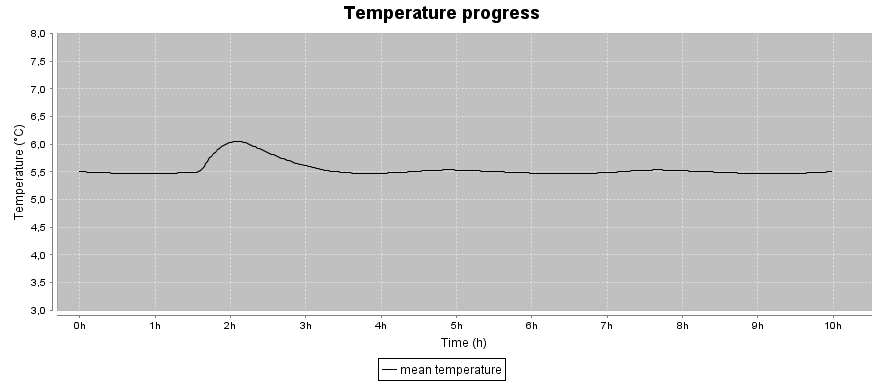 Temperature progress
8,0
7,5
7,0
6,5
6,0
5,5
5,0
4,5
4,0
3,5
3,0
Temperature (°C)
0h 1h 2h 3h 4h 5h 6h 7h 8h 9h 10h
Time (h)
mean temperature